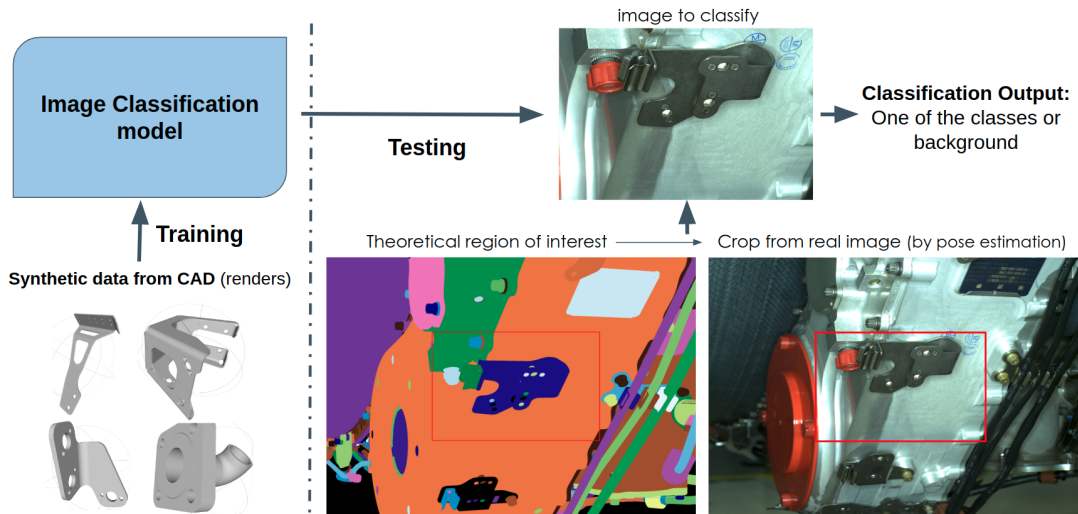 image to classify
Image Classification
model
Classification Output:
One of the classes or
background
Testing
Training
Theoretical region of interest
Crop from real image (by pose estimation)
Synthetic data from CAD (renders)